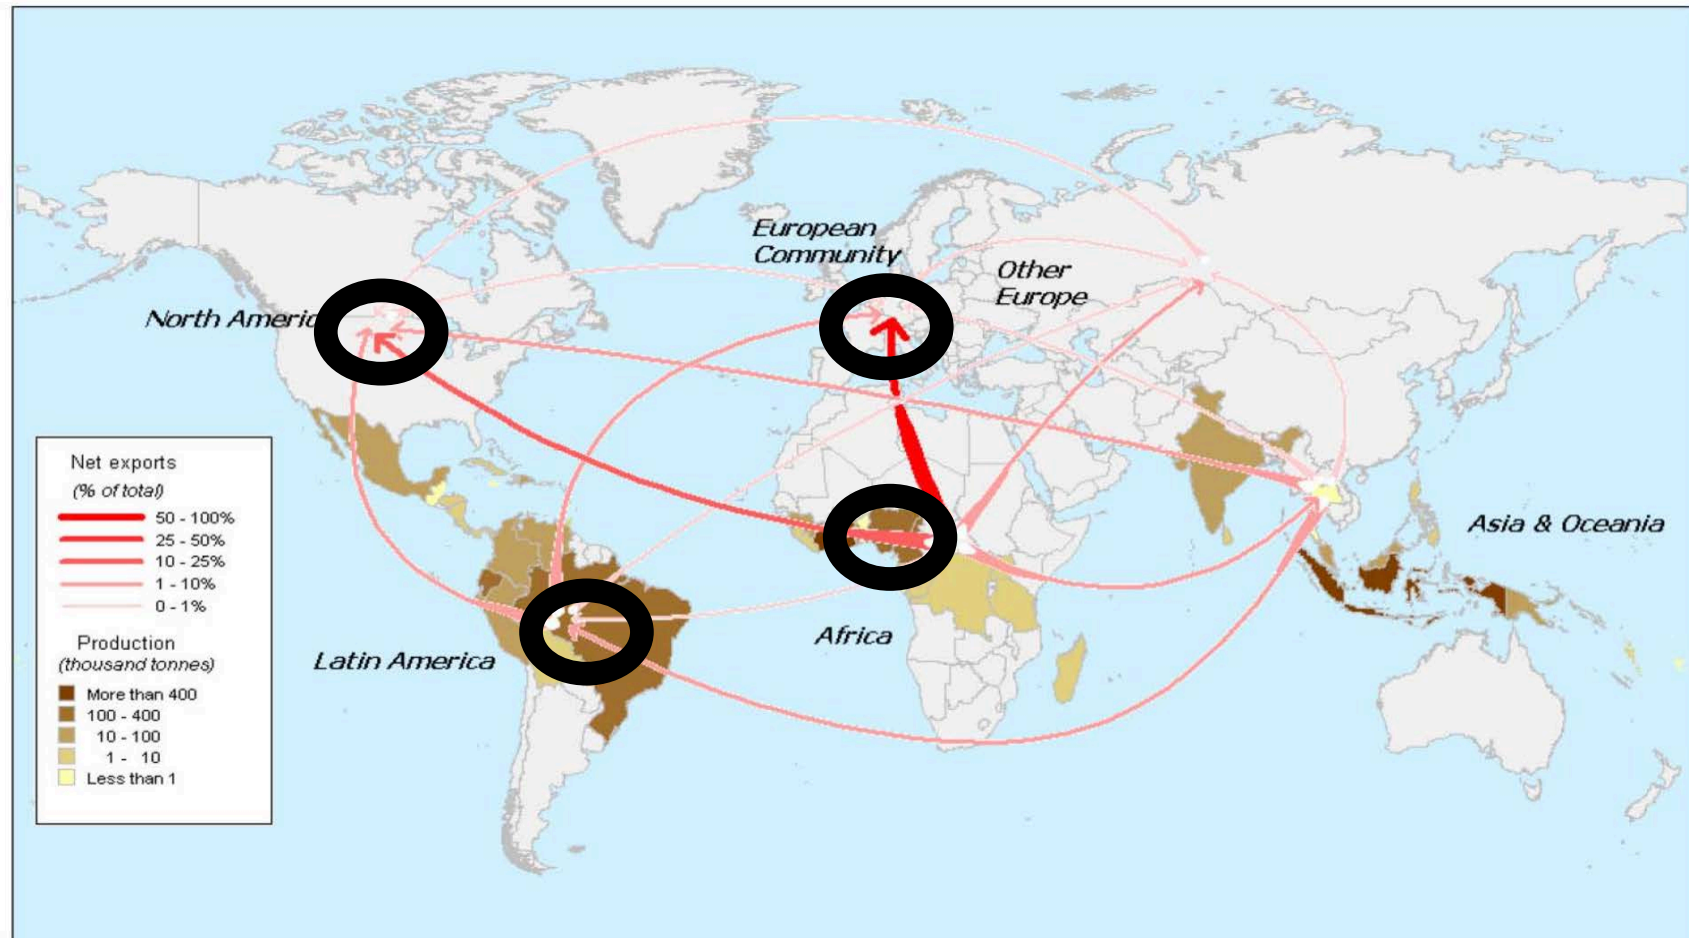 European
Community
Other
Europe
North Americ
Net exports
(% of total)
50 - 100%
25 - 50%
10 - 25%
1 - 10%
0 - 1%
Asia & Oceania
Production
(thousand tonnes)
More than 400
100 - 400
10 - 100
1 - 10
Less than 1
Africa
Latin America